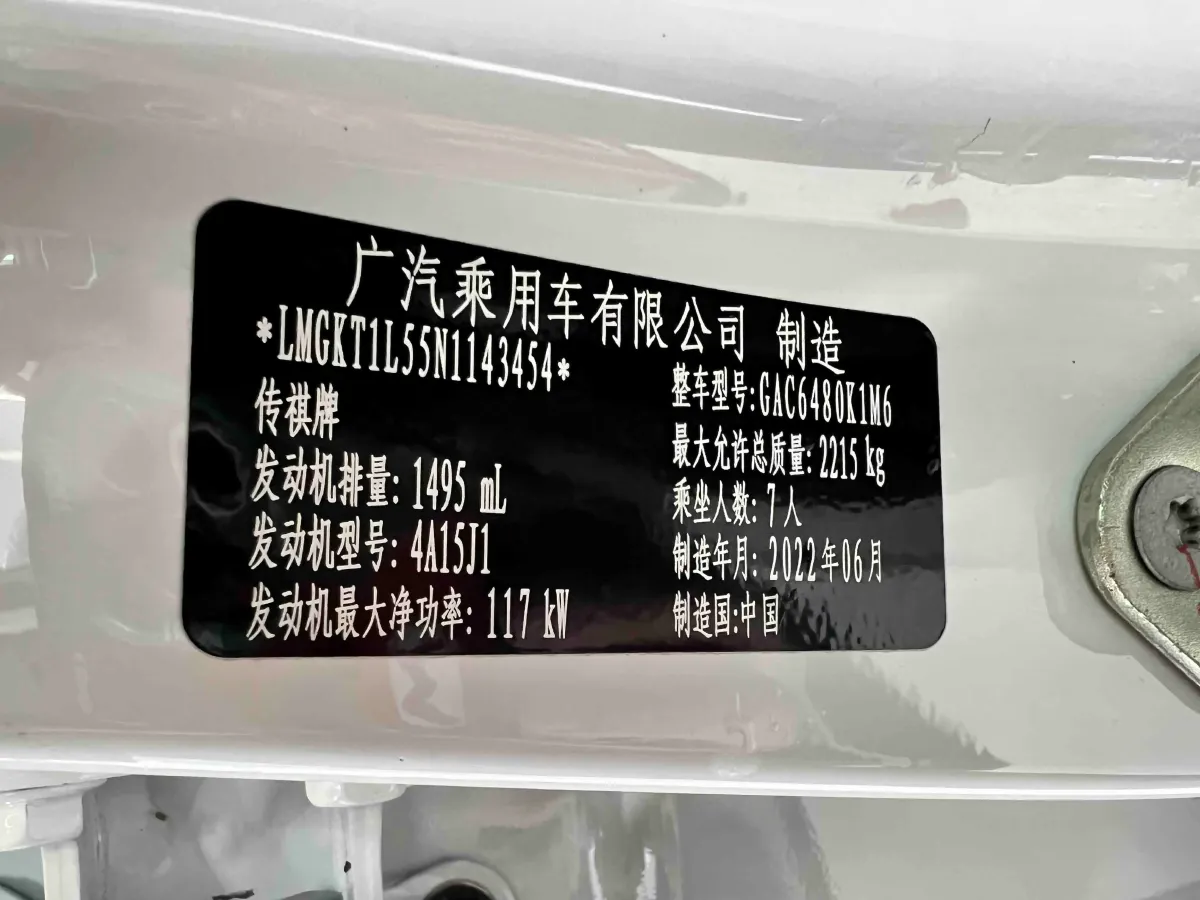 广汽乘用车有限公司 制造
*LMGKT1L55N1143454*
传祺牌
发动机排量: 1495 mL
发动机型号: 4A15J1
发动机最大净功率: 117 kW
整车型号:GAC6480K1M6
最大允许总质量: 2215 kg
乘坐人数: 7人
制造年月: 2022年06月
制造国:中国